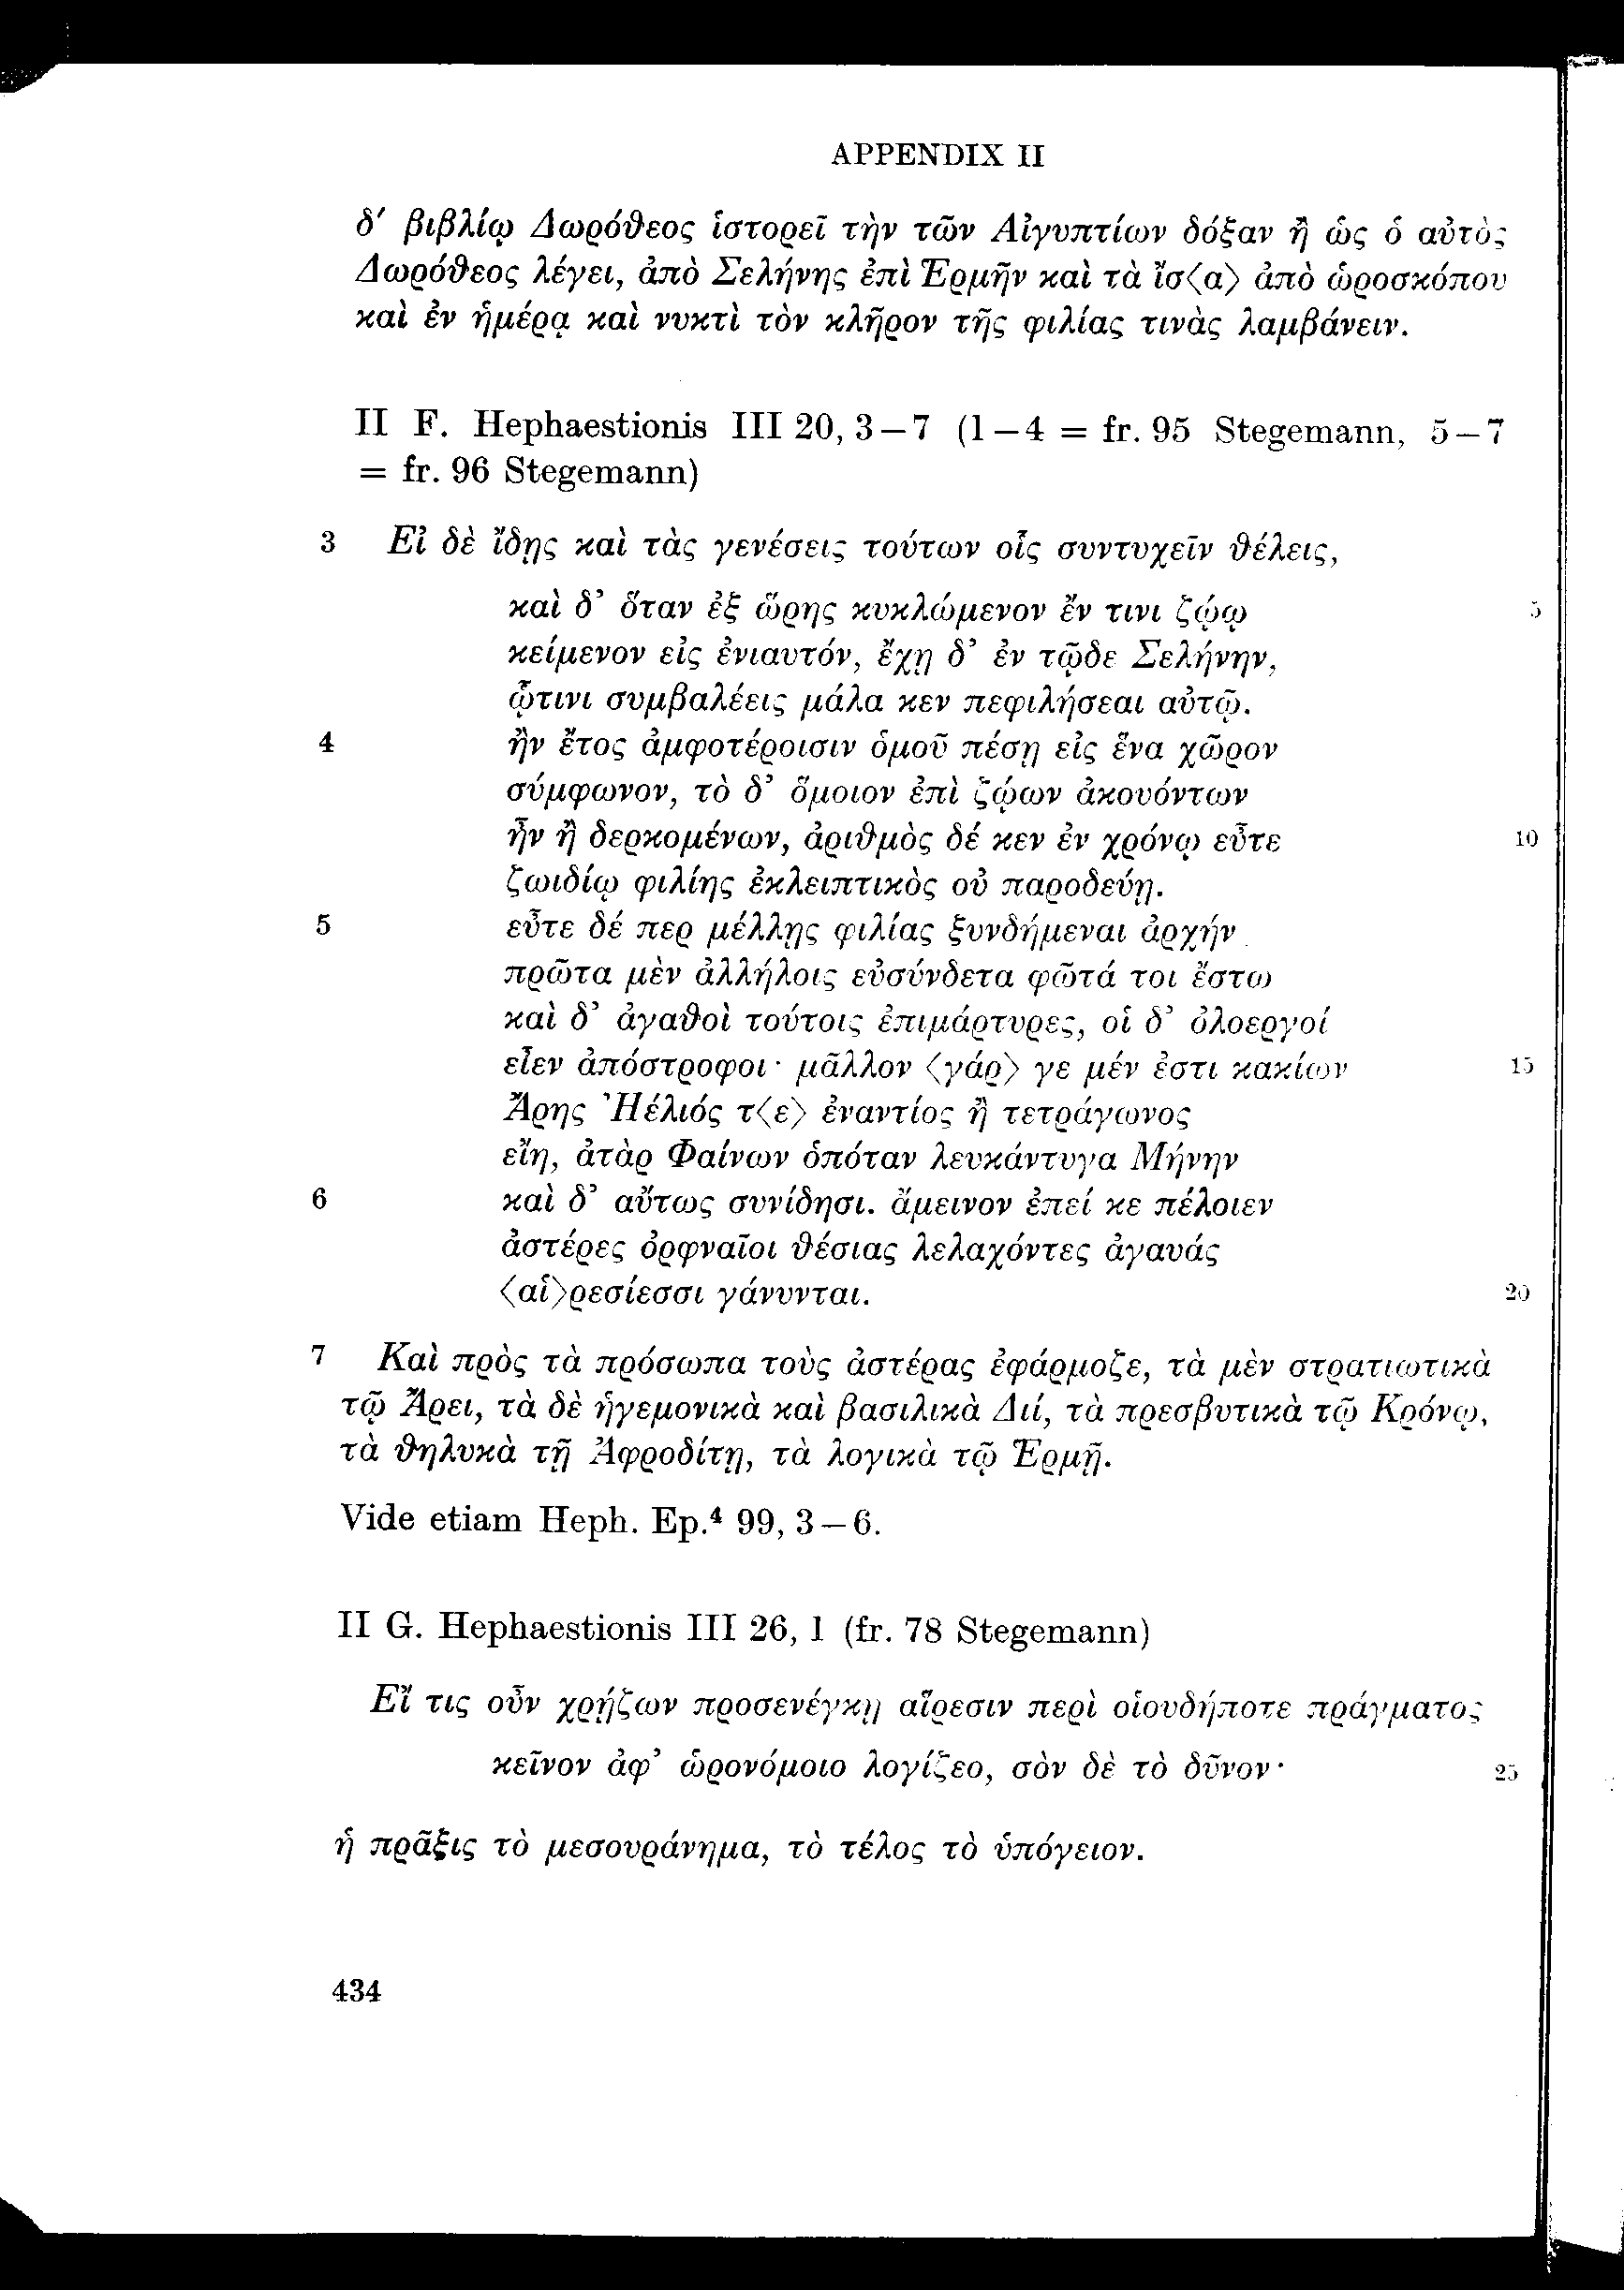 APPENDIX II
δ′ βιβλίῳ Δωρόθεος ἱστορεῖ τὴν τῶν Αἰγυπτίων δόξαν ἢ ὡς ὁ αὐτὸς
Δωρόθεος λέγει, ἀπὸ Σελήνης ἐπὶ Ἑρμῆν καὶ τὰ ἴσ⟨α⟩ ἀπὸ ὡροσκόπου
καὶ ἐν ἡμέρᾳ καὶ νυκτὶ τὸν κλῆρον τῆς φιλίας τινὰς λαμβάνειν.
II F. Hephaestionis III 20, 3–7 (1–4 = fr. 95 Stegemann, 5–7
= fr. 96 Stegemann)
3 Εἰ δὲ ἴδῃς καὶ τὰς γενέσεις τούτων οἷς συντυχεῖν θέλεις,
καὶ δ’ ὅταν ἐξ ὥρης κυκλώμενον ἔν τινι ζῴῳ 5
κείμενον εἰς ἐνιαυτόν, ἔχῃ δ’ ἐν τῷδε Σελήνην,
ᾧτινι συμβαλέεις μάλα κεν πεφιλήσεαι αὐτῷ.
4 ἢν ἔτος ἀμφοτέροισιν ὁμοῦ πέσῃ εἰς ἕνα χῶρον
σύμφωνον, τὸ δ’ ὅμοιον ἐπὶ ζῴων ἀκουόντων
ἦν ἢ δερκομένων, ἀριθμὸς δέ κεν ἐν χρόνῳ εὖτε 10
ζωιδίῳ φιλίης ἐκλειπτικὸς οὐ παροδεύῃ.
5 εὖτε δέ περ μέλλῃς φιλίας ξυνδήμεναι ἀρχήν
πρῶτα μὲν ἀλλήλοις εὐσύνδετα φῶτά τοι ἔστω
καὶ δ’ ἀγαθοὶ τούτοις ἐπιμάρτυρες, οἱ δ’ ὀλοεργοί
εἶεν ἀπόστροφοι· μᾶλλον ⟨γάρ⟩ γε μέν ἐστι κακίων 15
Ἄρης Ἠέλιός τ⟨ε⟩ ἐναντίος ἢ τετράγωνος
εἴη, ἀτὰρ Φαίνων ὁπόταν λευκάντυγα Μήνην
6 καὶ δ’ αὔτως συνίδησι. ἄμεινον ἐπεί κε πέλοιεν
ἀστέρες ὀρφναῖοι θέσιας λελαχόντες ἀγαυάς
⟨αἱ⟩ρεσίεσσι γάνυνται. 20
7 Καὶ πρὸς τὰ πρόσωπα τοὺς ἀστέρας ἐφάρμοζε, τὰ μὲν στρατιωτικὰ
τῷ Ἄρει, τὰ δὲ ἡγεμονικὰ καὶ βασιλικὰ Διί, τὰ πρεσβυτικὰ τῷ Κρόνῳ,
τὰ θηλυκὰ τῇ Ἀφροδίτῃ, τὰ λογικὰ τῷ Ἑρμῇ.
Vide etiam Heph. Ep.⁴ 99, 3–6.
II G. Hephaestionis III 26, 1 (fr. 78 Stegemann)
Εἴ τις οὖν χρῄζων προσενέγκῃ αἵρεσιν περὶ οἱουδήποτε πράγματος
κεῖνον ἀφ’ ὡρονόμοιο λογίζεο, σὸν δὲ τὸ δῦνον· 25
ἡ πρᾶξις τὸ μεσουράνημα, τὸ τέλος τὸ ὑπόγειον.
434